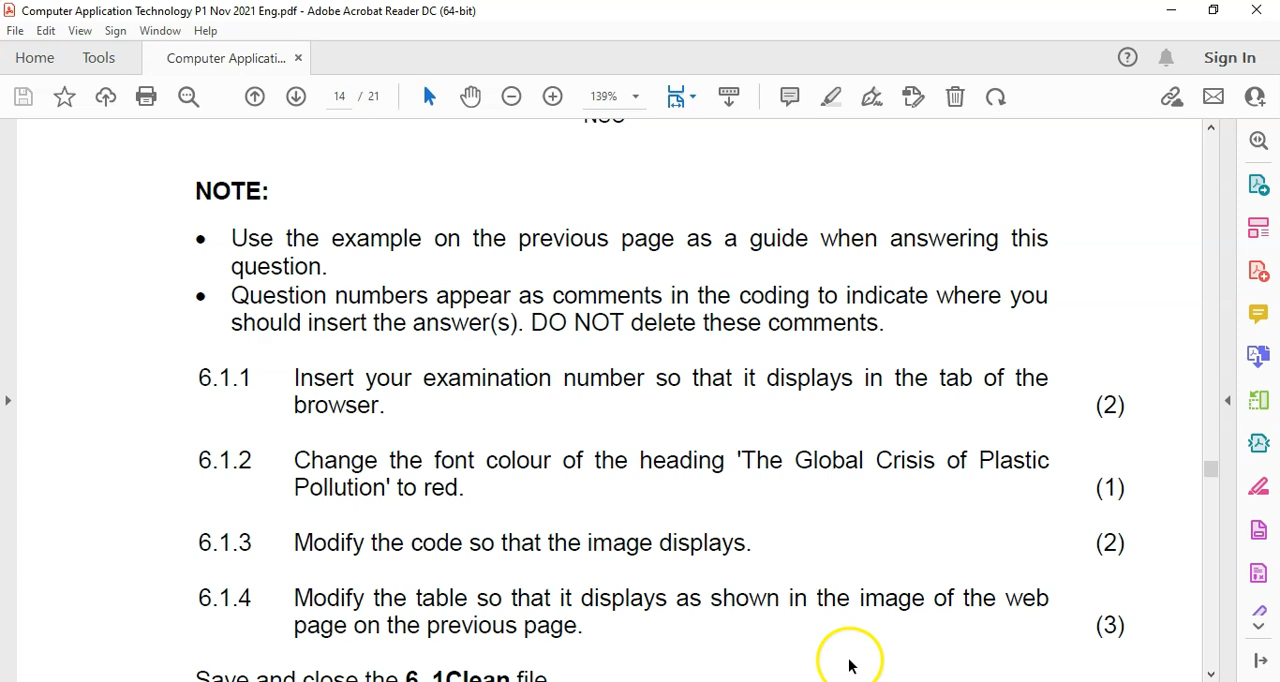 Computer Application Technology P1 Nov 2021 Eng.pdf - Adobe Acrobat Reader DC (64-bit)
File Edit View Sign Window Help
Home Tools Computer Applicati... × Sign In
14 / 21 139%
NOTE:
• Use the example on the previous page as a guide when answering this
question.
• Question numbers appear as comments in the coding to indicate where you
should insert the answer(s). DO NOT delete these comments.
6.1.1 Insert your examination number so that it displays in the tab of the
browser. (2)
6.1.2 Change the font colour of the heading 'The Global Crisis of Plastic
Pollution' to red. (1)
6.1.3 Modify the code so that the image displays. (2)
6.1.4 Modify the table so that it displays as shown in the image of the web
page on the previous page. (3)
Save and close the 6_1Clean file